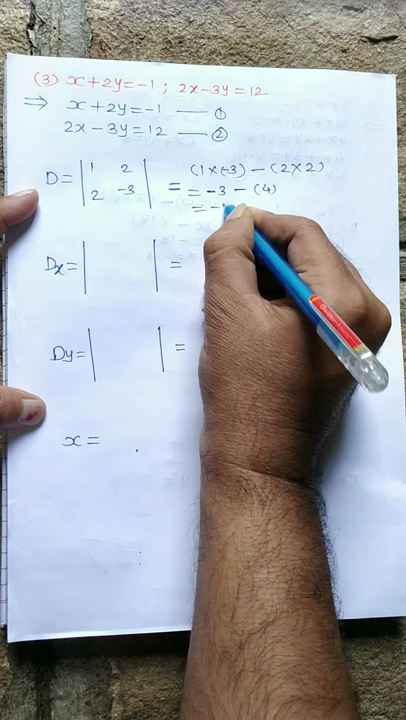 (3) x+2y=-1 ; 2x-3y=12
⇒ x+2y=-1 — ①
2x-3y=12 — ②
D = | 1 2 | = (1×-3) - (2×2)
| 2 -3 | = -3 - (4)
= -
Dx = | | =
Dy = | | =
x =